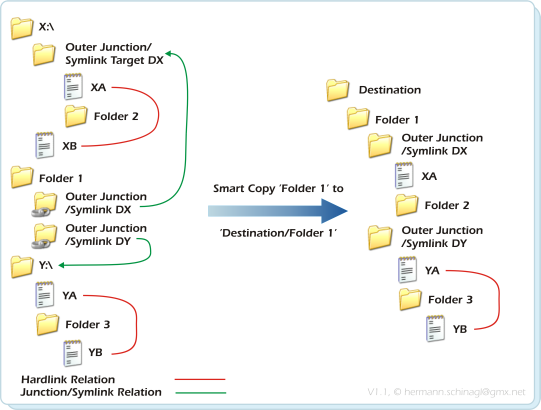 X:\
Outer Junction/
Symlink Target DX
XA
Folder 2
XB
Folder 1
Outer Junction
/Symlink DX
Outer Junction
/Symlink DY
Y:\
YA
Folder 3
YB
Smart Copy 'Folder 1' to
'Destination/Folder 1'
Destination
Folder 1
Outer Junction
/Symlink DX
XA
Folder 2
Outer Junction
/Symlink DY
YA
Folder 3
YB
Hardlink Relation
Junction/Symlink Relation
V1.1, © hermann.schinagl@gmx.net